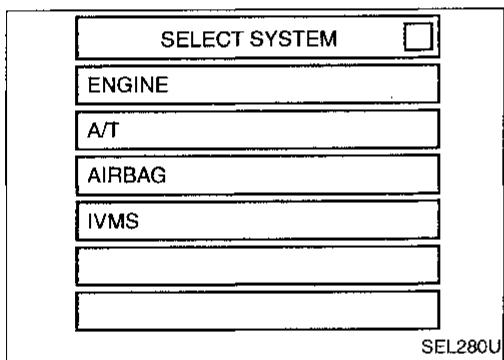 SELECT SYSTEM
ENGINE
A/T
AIRBAG
IVMS
SEL280U